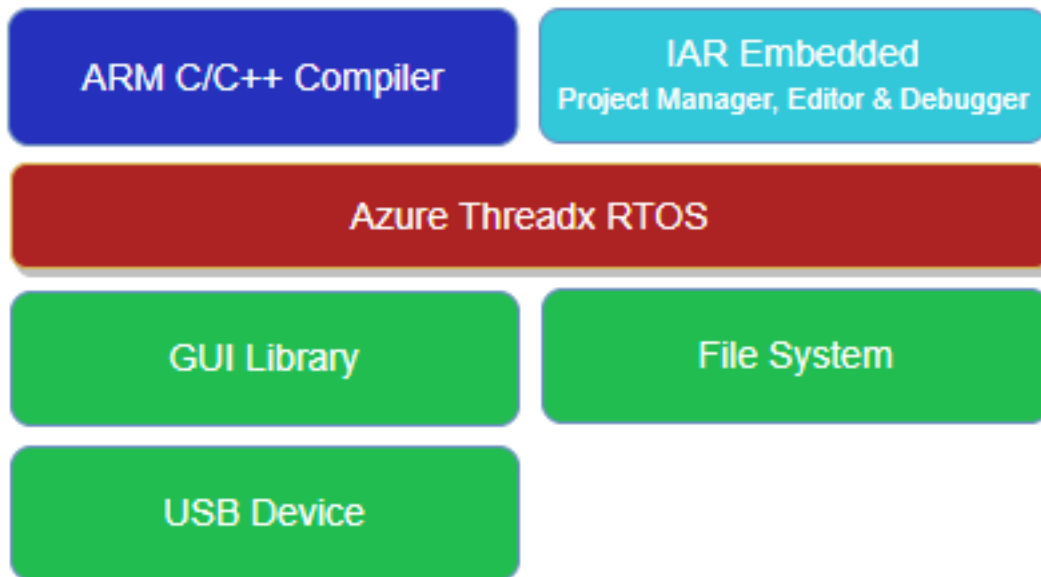 ARM C/C++ Compiler
IAR Embedded
Project Manager, Editor & Debugger
Azure Threadx RTOS
GUI Library
File System
USB Device